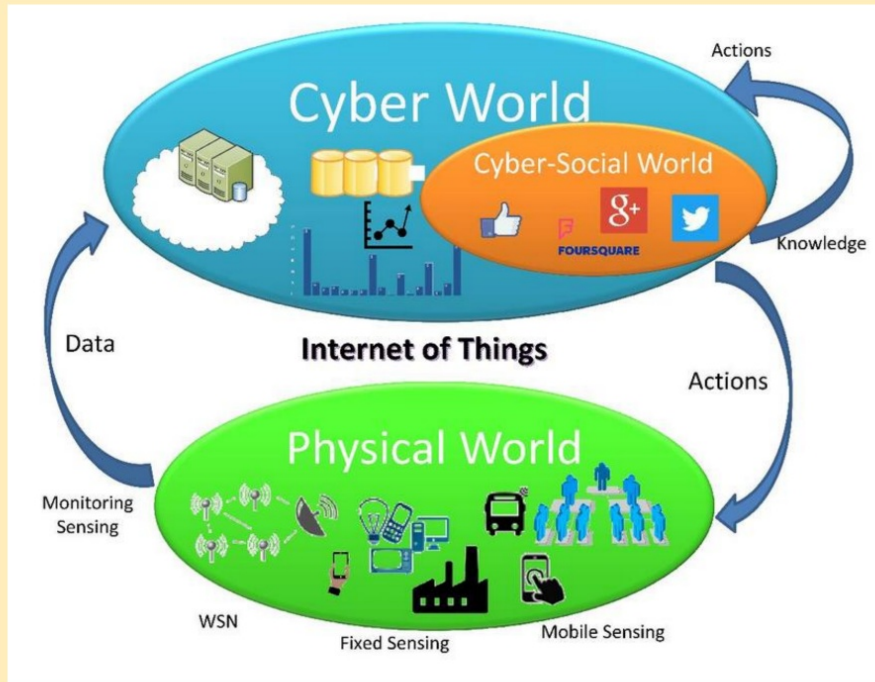 Actions
Cyber World
Cyber-Social World
g+
FOURSQUARE
Knowledge
Data
Internet of Things
Actions
Physical World
Monitoring
Sensing
WSN
Fixed Sensing
Mobile Sensing